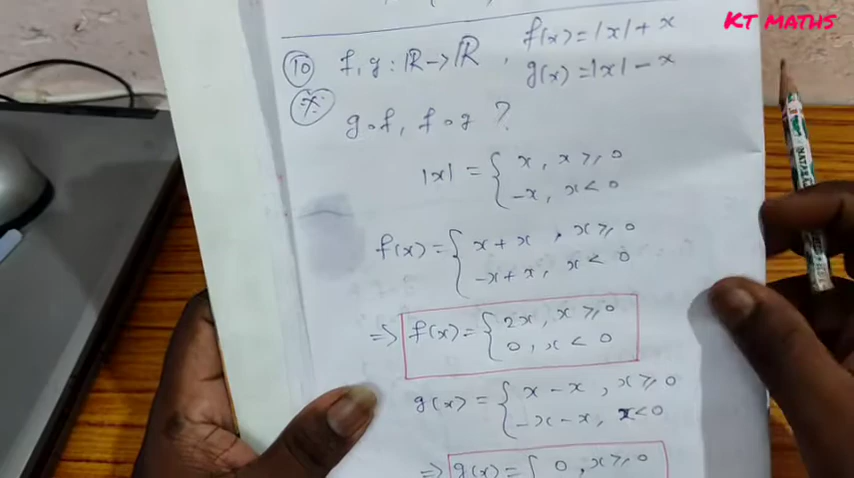 KT MATHS
⑩ f, g : ℝ → ℝ , f(x) = |x| + x
g(x) = |x| - x
g∘f, f∘g ?
|x| = { x, x ≥ 0
-x, x < 0
f(x) = { x + x , x ≥ 0
-x + x, x < 0
⇒ f(x) = { 2x, x ≥ 0
0, x < 0
g(x) = { x - x , x ≥ 0
-x - x, x < 0
⇒ g(x) = { 0, x ≥ 0